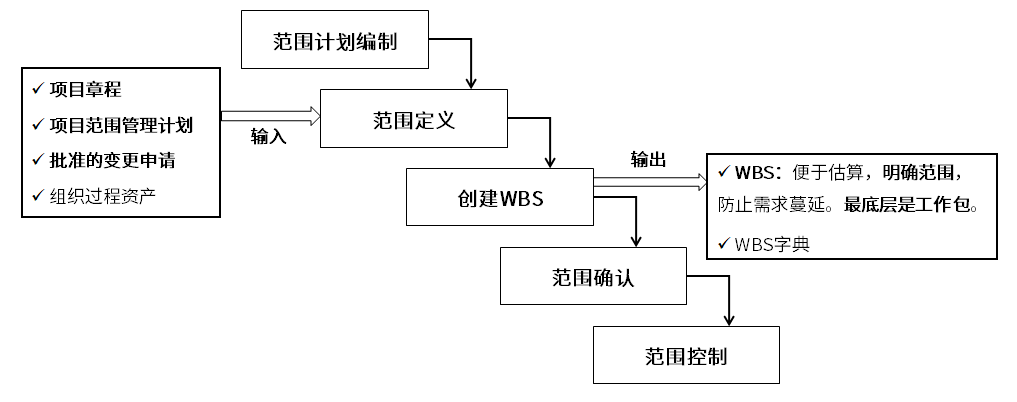 范围计划编制
✓ 项目章程
✓ 项目范围管理计划
✓ 批准的变更申请
✓ 组织过程资产
输入
范围定义
创建WBS
输出
✓ WBS：便于估算，明确范围，
防止需求蔓延。最底层是工作包。
✓ WBS字典
范围确认
范围控制